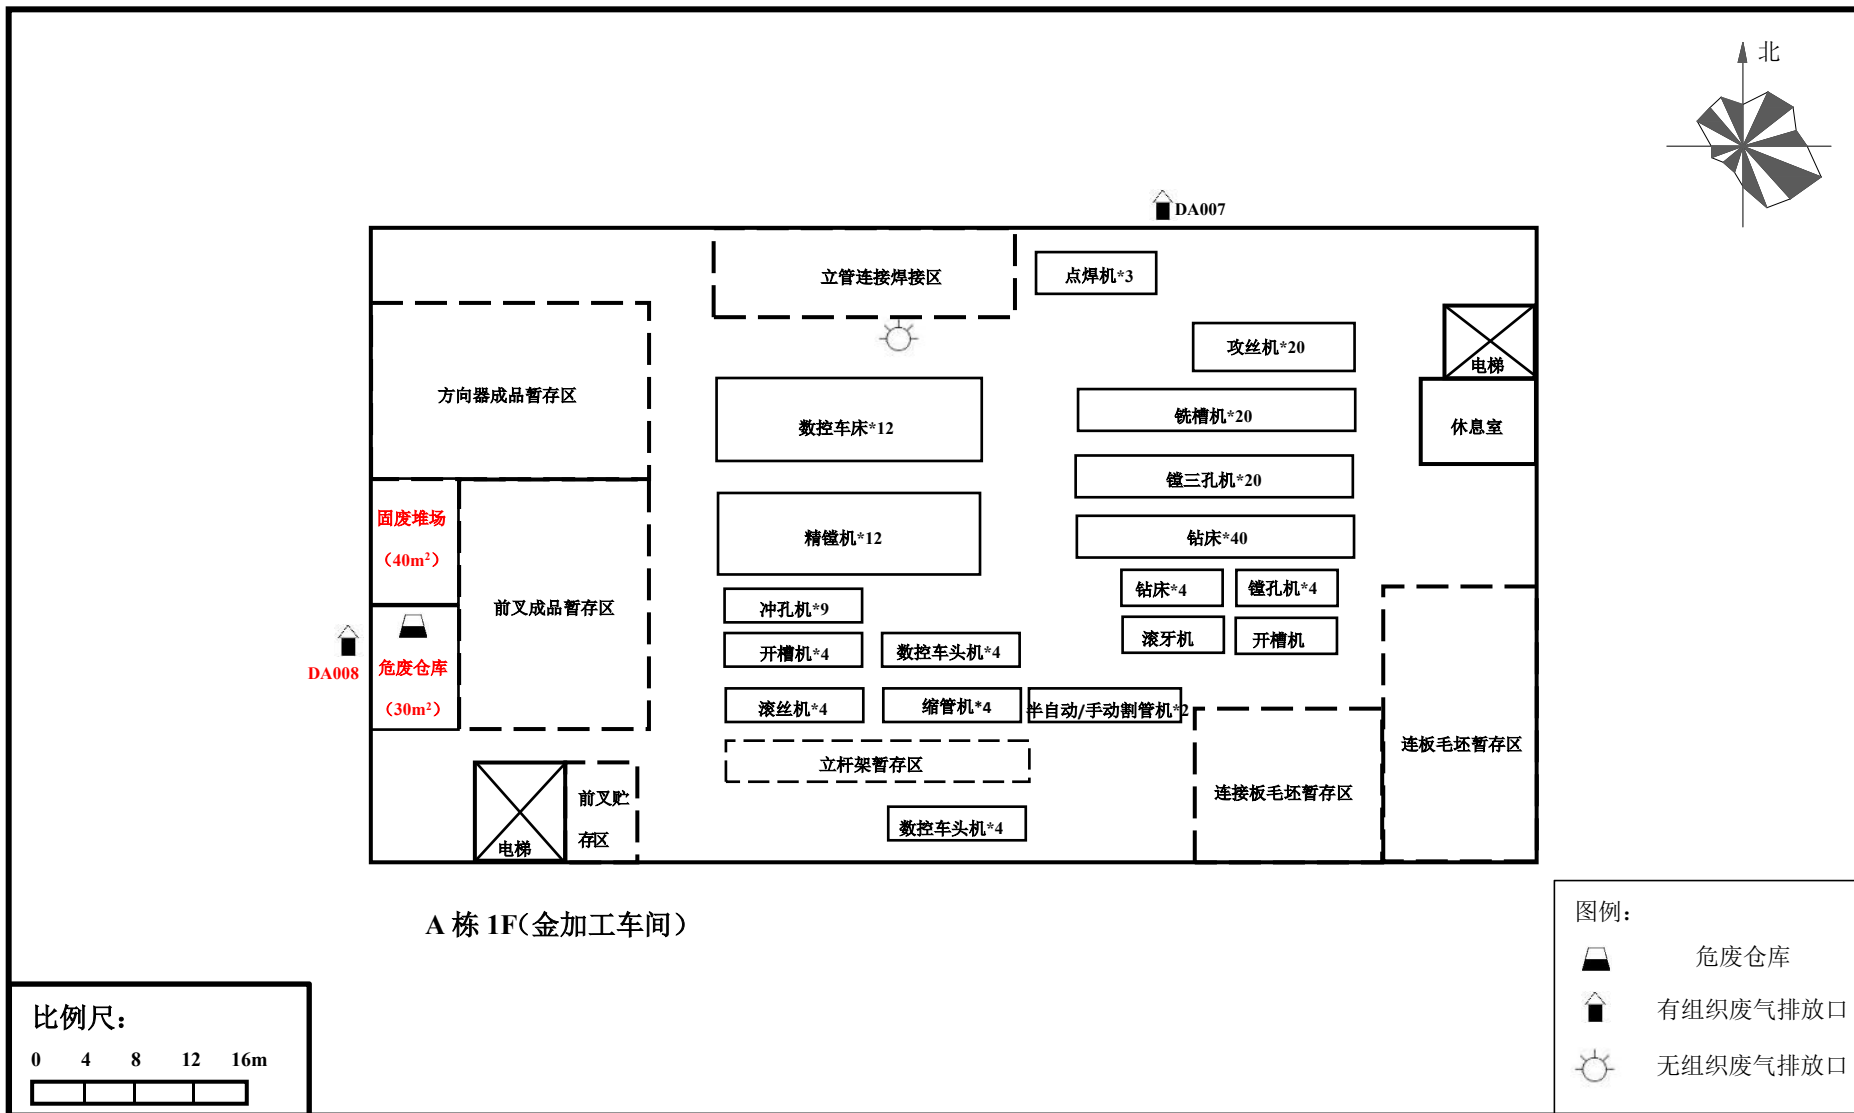 北
DA007
立管连接焊接区
点焊机*3
攻丝机*20
电梯
方向器成品暂存区
数控车床*12
铣槽机*20
休息室
镗三孔机*20
固废堆场
（40m²）
精镗机*12
钻床*40
前叉成品暂存区
冲孔机*9
钻床*4
镗孔机*4
滚牙机
开槽机
DA008
危废仓库
（30m²）
开槽机*4
数控车头机*4
滚丝机*4
缩管机*4
半自动/手动割管机*2
立杆架暂存区
连接板毛坯暂存区
连板毛坯暂存区
前叉贮
存区
电梯
数控车头机*4
A 栋 1F（金加工车间）
图例：
危废仓库
有组织废气排放口
无组织废气排放口
比例尺：
0 4 8 12 16m